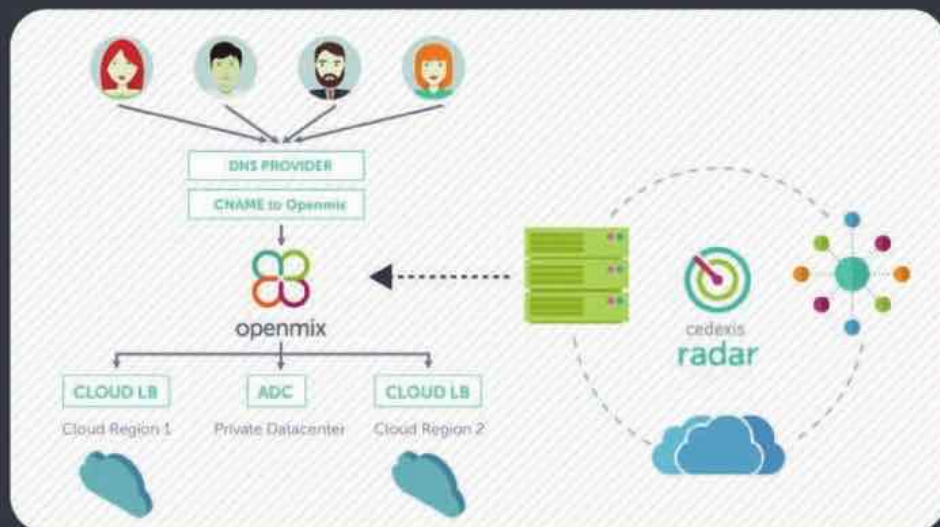 DNS PROVIDER
CNAME to Openmix
openmix
cedexis
radar
CLOUD LB
ADC
CLOUD LB
Cloud Region 1
Private Datacenter
Cloud Region 2